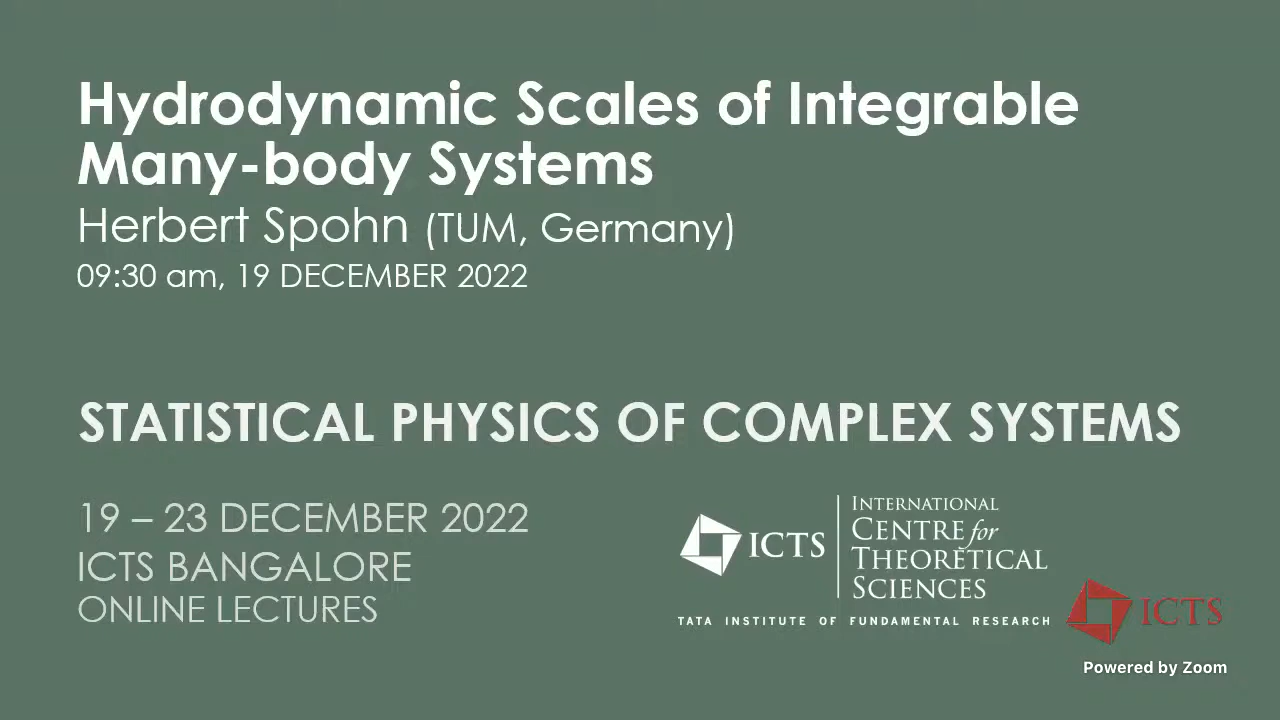 Hydrodynamic Scales of Integrable
Many-body Systems
Herbert Spohn (TUM, Germany)
09:30 am, 19 DECEMBER 2022
STATISTICAL PHYSICS OF COMPLEX SYSTEMS
19 – 23 DECEMBER 2022
ICTS BANGALORE
ONLINE LECTURES
ICTS
INTERNATIONAL
CENTRE for
THEORETICAL
SCIENCES
TATA INSTITUTE OF FUNDAMENTAL RESEARCH
ICTS
Powered by Zoom